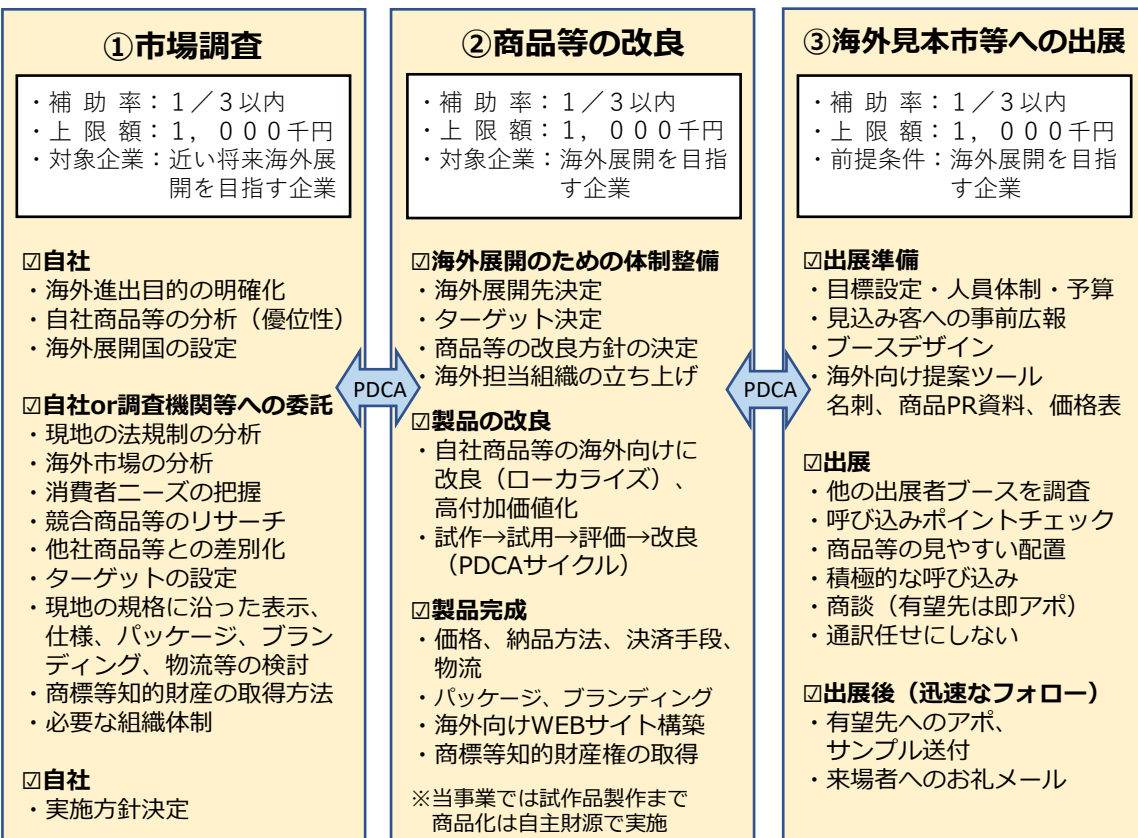 ①市場調査
・補 助 率：１／３以内
・上 限 額：１，０００千円
・対象企業：近い将来海外展
開を目指す企業
☑自社
・海外進出目的の明確化
・自社商品等の分析（優位性）
・海外展開国の設定
☑自社or調査機関等への委託
・現地の法規制の分析
・海外市場の分析
・消費者ニーズの把握
・競合商品等のリサーチ
・他社商品等との差別化
・ターゲットの設定
・現地の規格に沿った表示、
仕様、パッケージ、ブラン
ディング、物流等の検討
・商標等知的財産の取得方法
・必要な組織体制
☑自社
・実施方針決定
PDCA
②商品等の改良
・補 助 率：１／３以内
・上 限 額：１，０００千円
・対象企業：海外展開を目指
す企業
☑海外展開のための体制整備
・海外展開先決定
・ターゲット決定
・商品等の改良方針の決定
・海外担当組織の立ち上げ
☑製品の改良
・自社商品等の海外向けに
改良（ローカライズ）、
高付加価値化
・試作→試用→評価→改良
（PDCAサイクル）
☑製品完成
・価格、納品方法、決済手段、
物流
・パッケージ、ブランディング
・海外向けWEBサイト構築
・商標等知的財産権の取得
※当事業では試作品製作まで
商品化は自主財源で実施
PDCA
③海外見本市等への出展
・補 助 率：１／３以内
・上 限 額：１，０００千円
・前提条件：海外展開を目指
す企業
☑出展準備
・目標設定・人員体制・予算
・見込み客への事前広報
・ブースデザイン
・海外向け提案ツール
名刺、商品PR資料、価格表
☑出展
・他の出展者ブースを調査
・呼び込みポイントチェック
・商品等の見やすい配置
・積極的な呼び込み
・商談（有望先は即アポ）
・通訳任せにしない
☑出展後（迅速なフォロー）
・有望先へのアポ、
サンプル送付
・来場者へのお礼メール